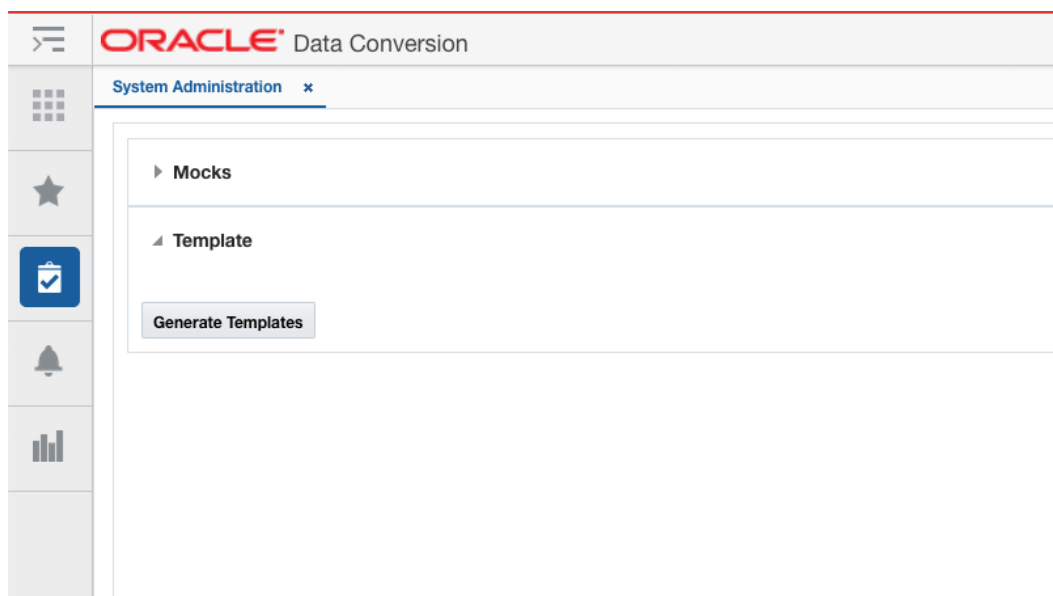 ORACLE® Data Conversion
System Administration ×
Mocks
Template
Generate Templates